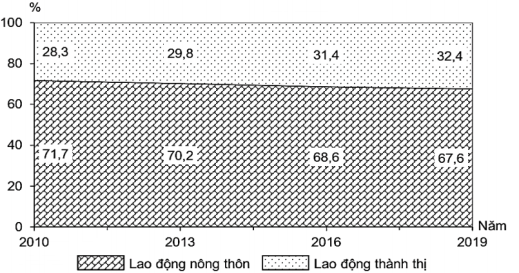 %
100
28,3 29,8 31,4 32,4
80
60
40
71,7 70,2 68,6 67,6
20
0
Năm
2010 2013 2016 2019
Lao động nông thôn Lao động thành thị